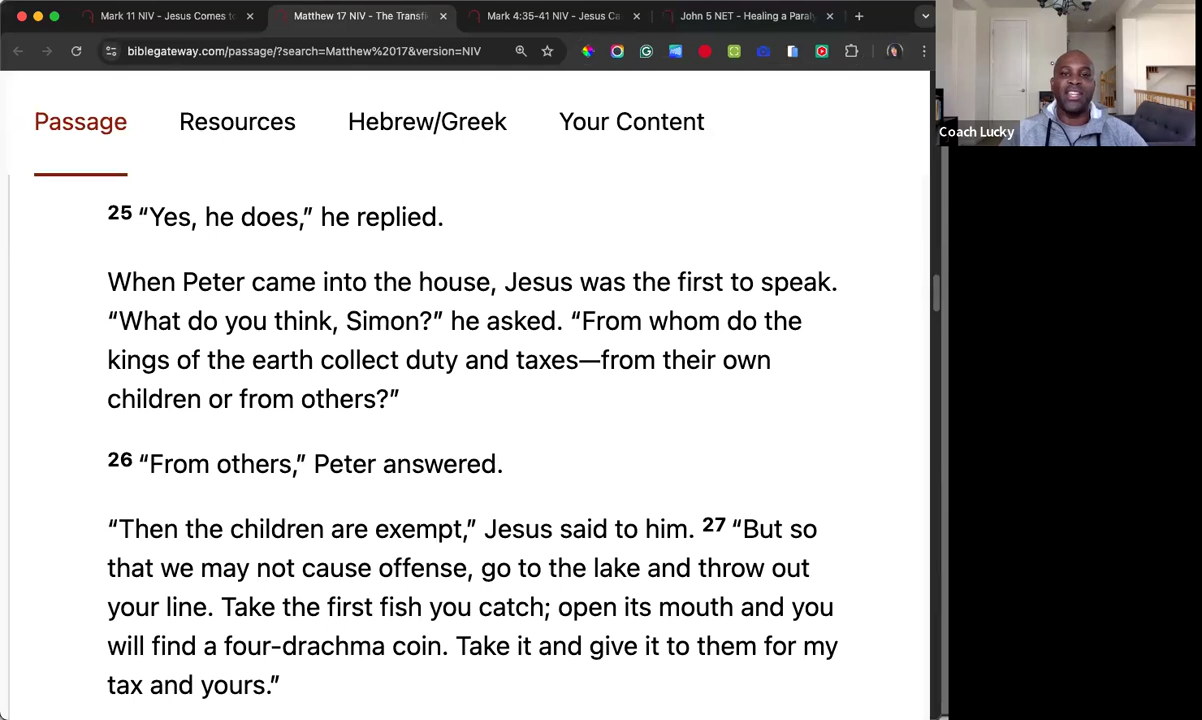 Mark 11 NIV - Jesus Comes to
Matthew 17 NIV - The Transfi
Mark 4:35-41 NIV - Jesus Ca
John 5 NET - Healing a Paraly
biblegateway.com/passage/?search=Matthew%2017&version=NIV
Passage
Resources
Hebrew/Greek
Your Content
Coach Lucky
25 “Yes, he does,” he replied.
When Peter came into the house, Jesus was the first to speak.
“What do you think, Simon?” he asked. “From whom do the
kings of the earth collect duty and taxes—from their own
children or from others?”
26 “From others,” Peter answered.
“Then the children are exempt,” Jesus said to him. 27 “But so
that we may not cause offense, go to the lake and throw out
your line. Take the first fish you catch; open its mouth and you
will find a four-drachma coin. Take it and give it to them for my
tax and yours.”